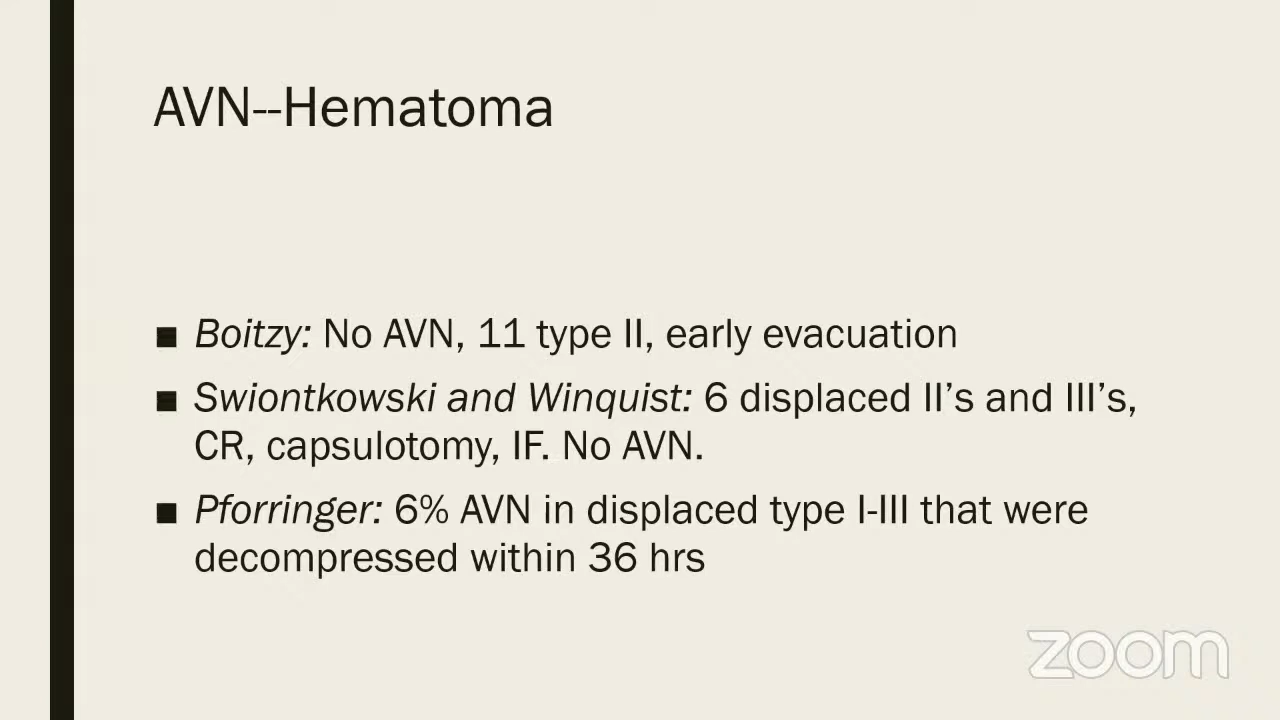 AVN--Hematoma
■ Boitzy: No AVN, 11 type II, early evacuation
■ Swiontkowski and Winquist: 6 displaced II’s and III’s,
CR, capsulotomy, IF. No AVN.
■ Pforringer: 6% AVN in displaced type I-III that were
decompressed within 36 hrs
zoom